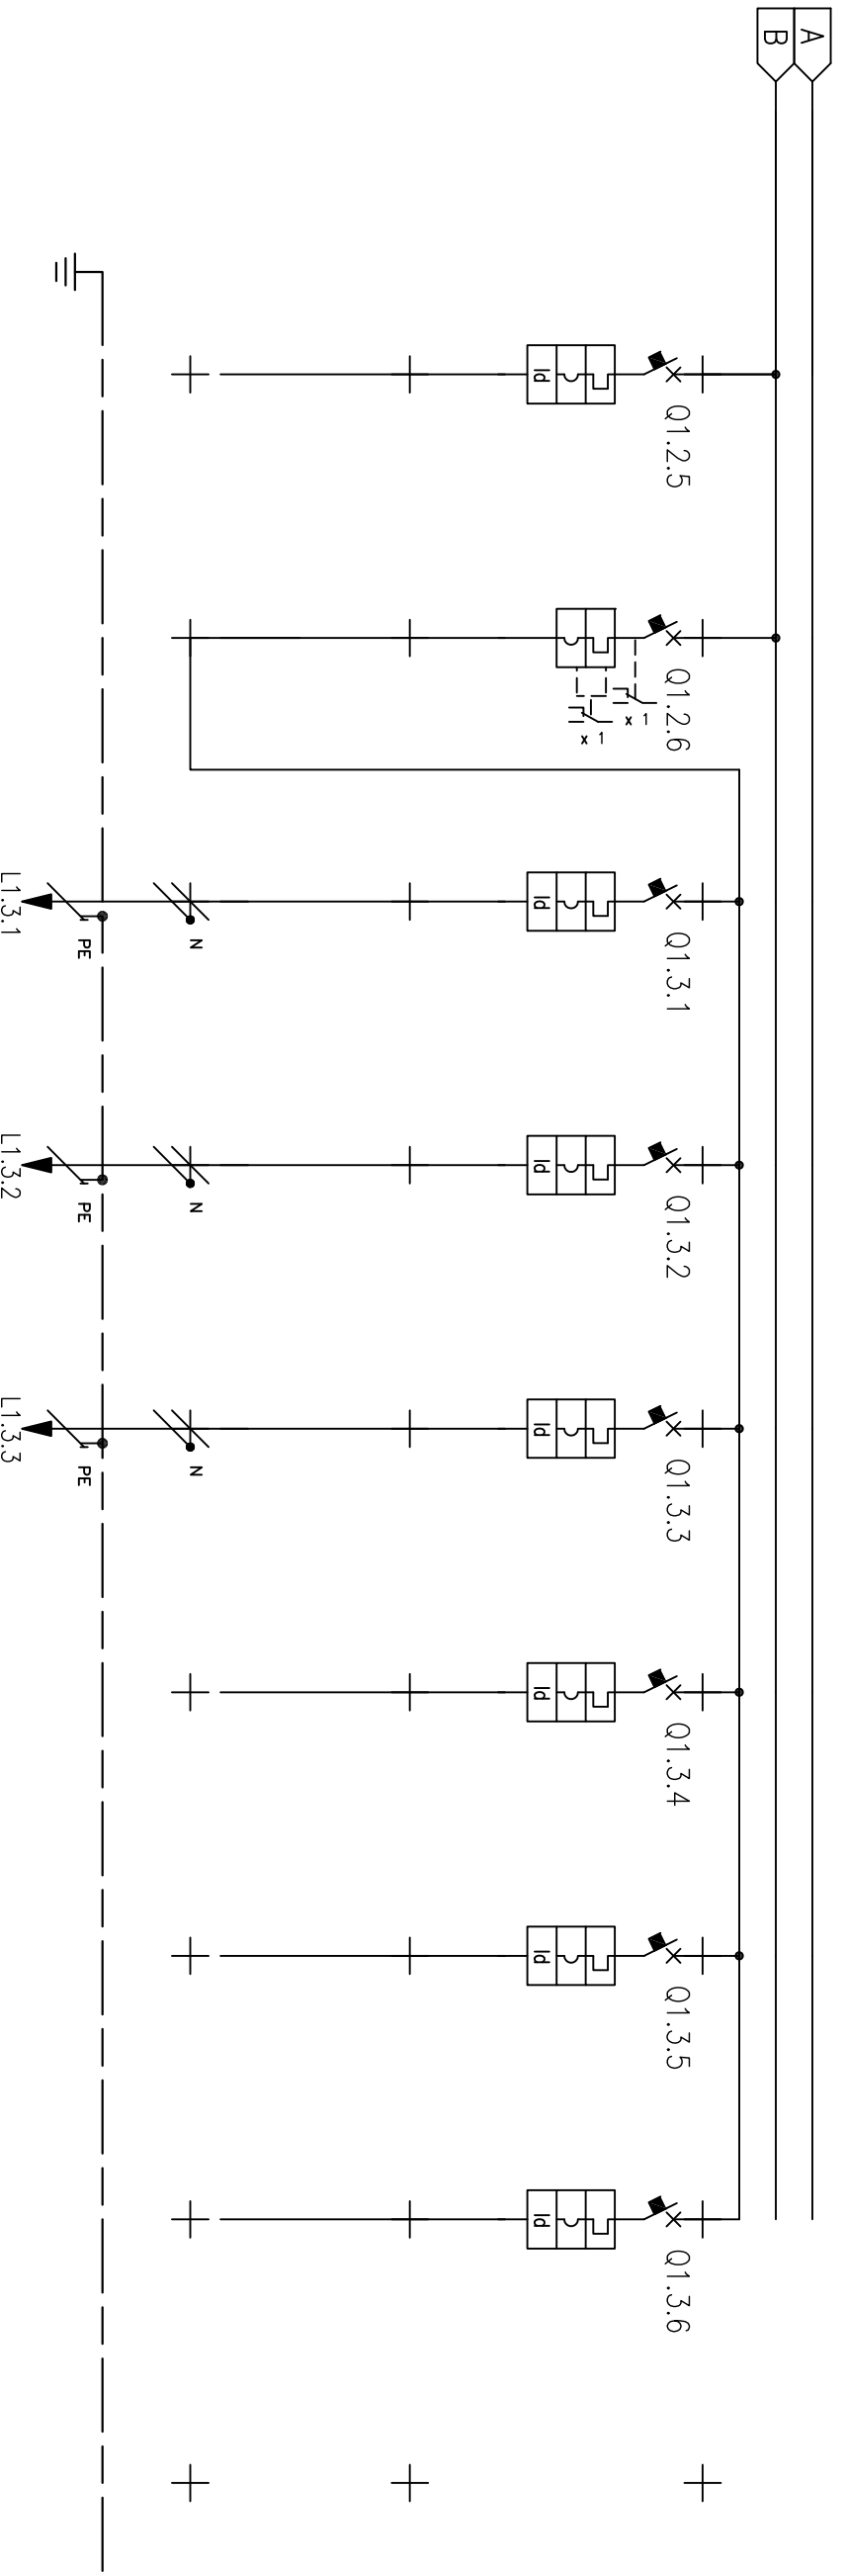 A
B
Q1.2.5
Id
Q1.2.6
x 1
x 1
Q1.3.1
Id
N
PE
L1.3.1
Q1.3.2
Id
N
PE
L1.3.2
Q1.3.3
Id
N
PE
L1.3.3
Q1.3.4
Id
Q1.3.5
Id
Q1.3.6
Id